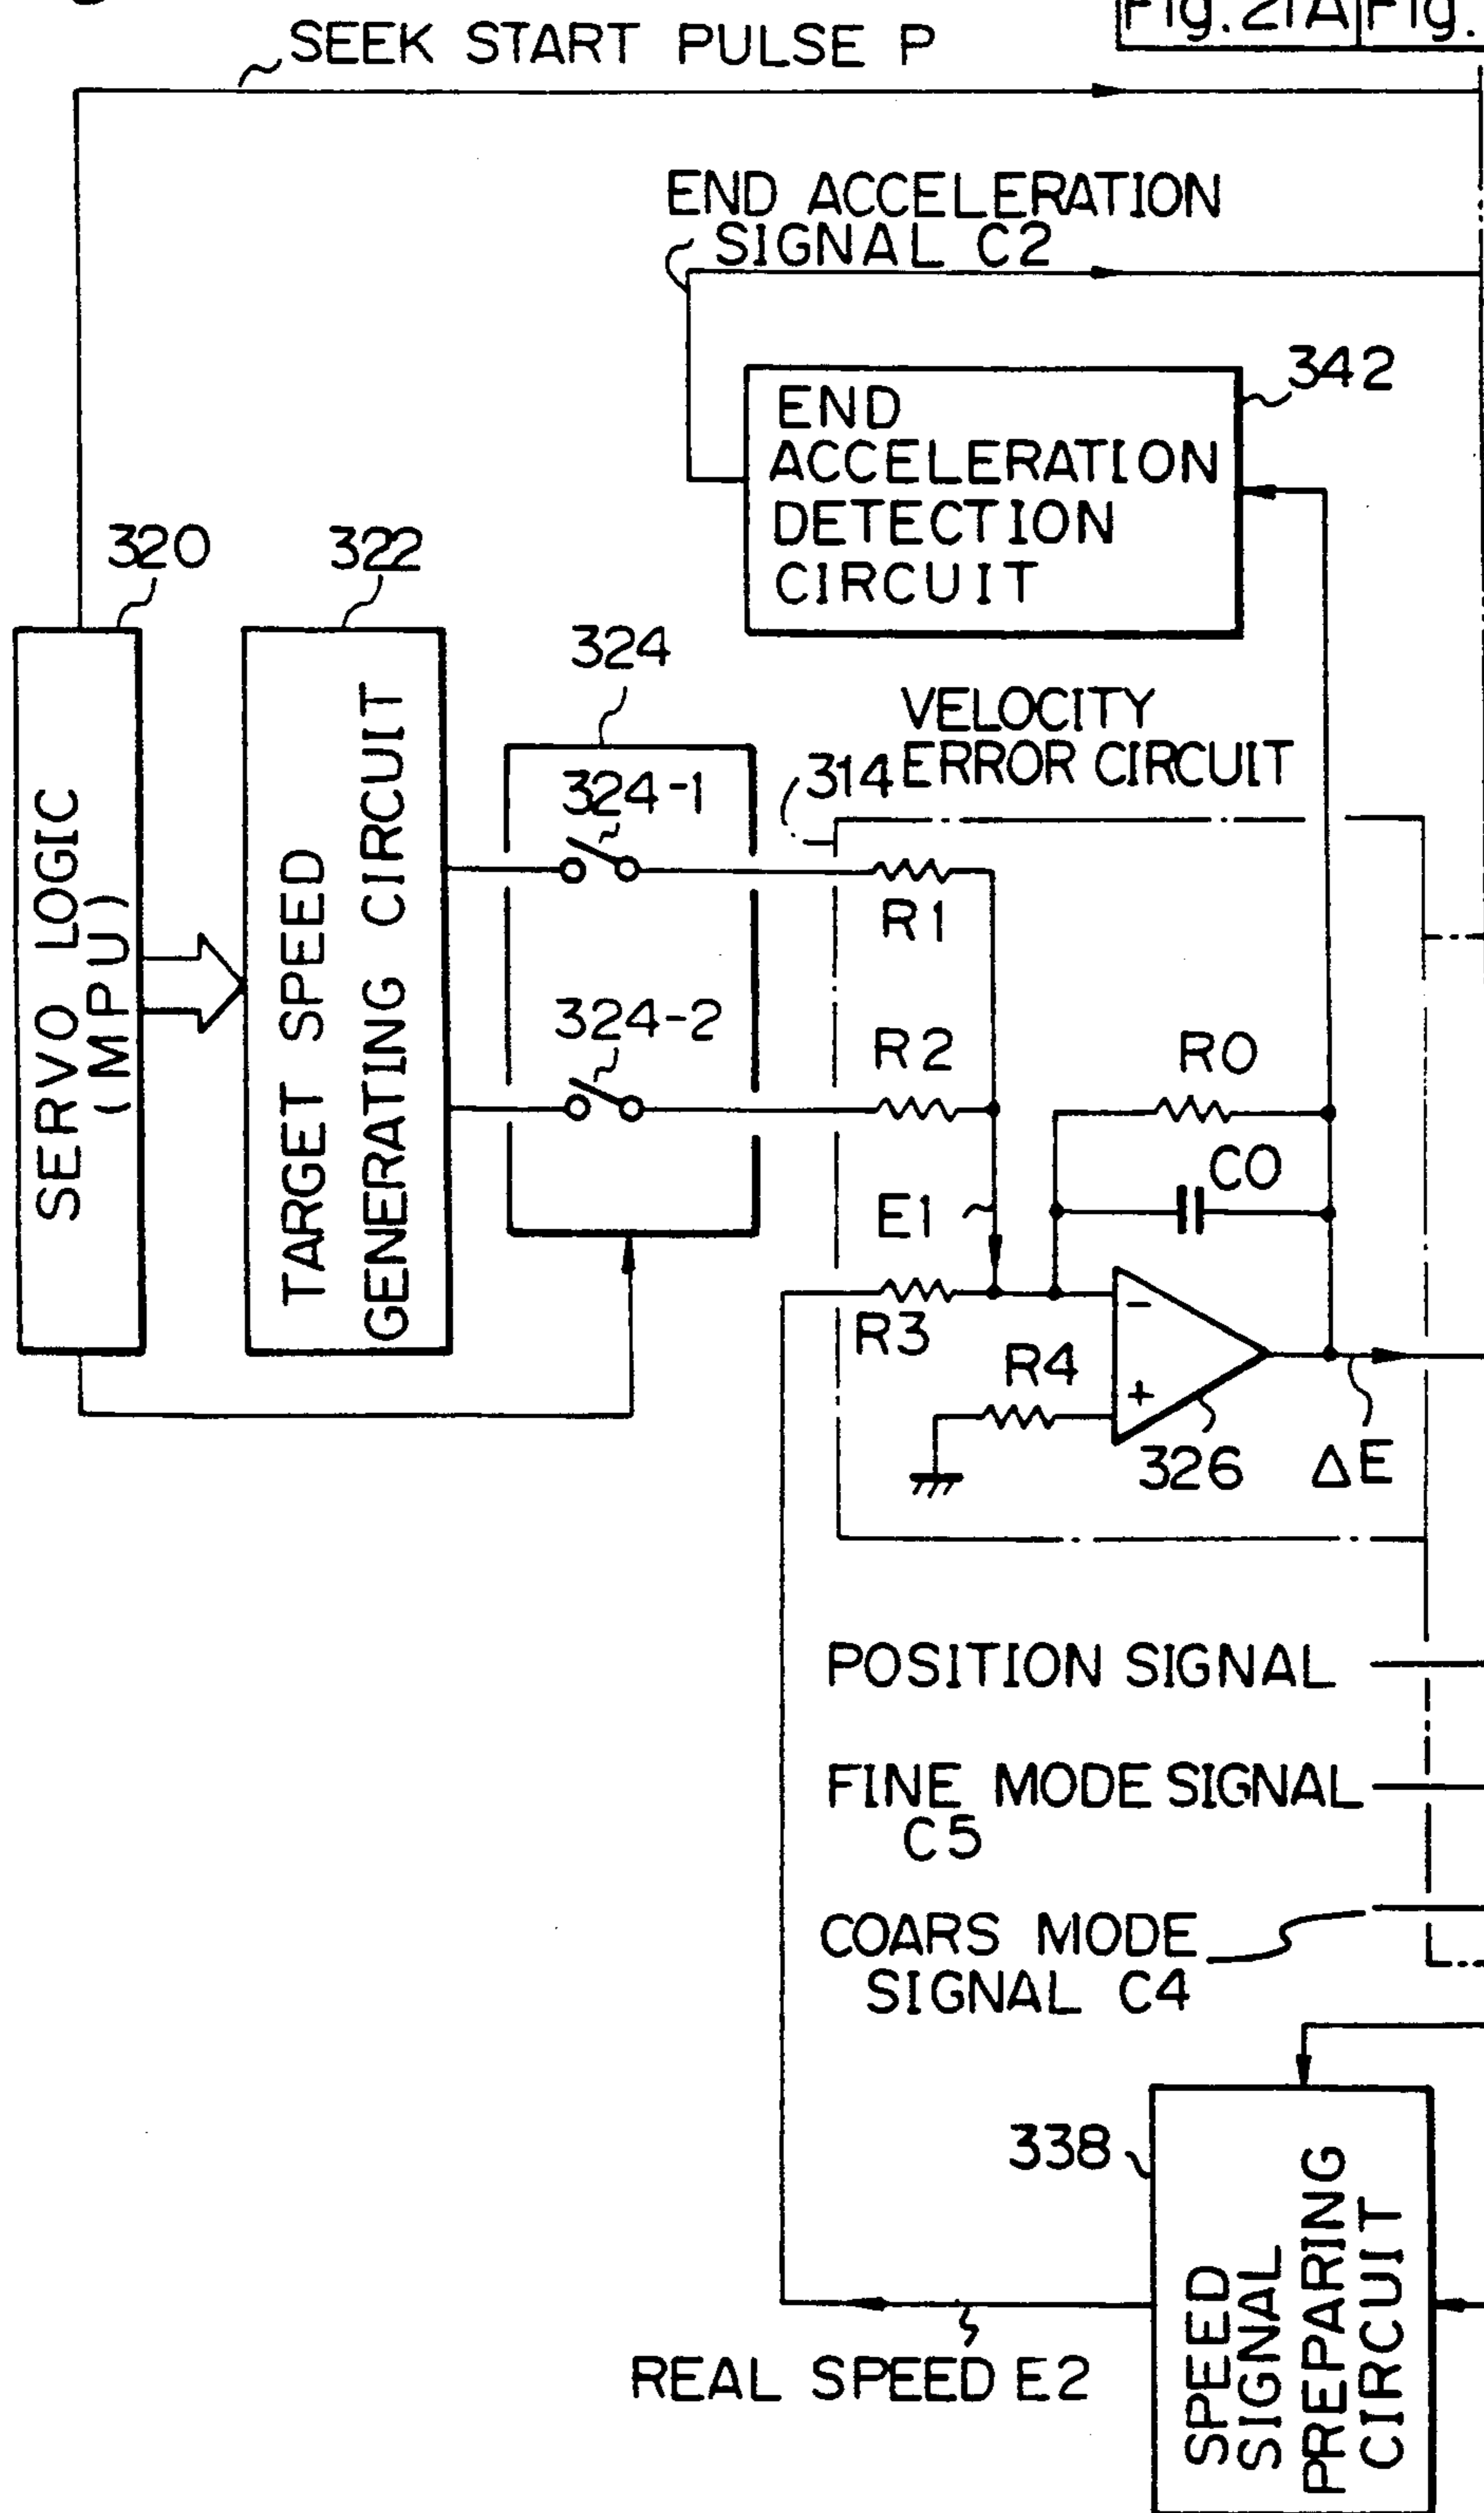 Fig. 21A Fig.
SEEK START PULSE P
END ACCELERATION
SIGNAL C2
342
END
ACCELERATION
DETECTION
CIRCUIT
320
322
324
SERVO LOGIC
(MPU)
TARGET SPEED
GENERATING CIRCUIT
324-1
324-2
VELOCITY
314 ERROR CIRCUIT
R1
R2
R0
C0
E1
R3
R4
-
+
326
ΔE
POSITION SIGNAL
FINE MODE SIGNAL
C5
COARS MODE
SIGNAL C4
338
SPEED
SIGNAL
PREPARING
CIRCUIT
REAL SPEED E2